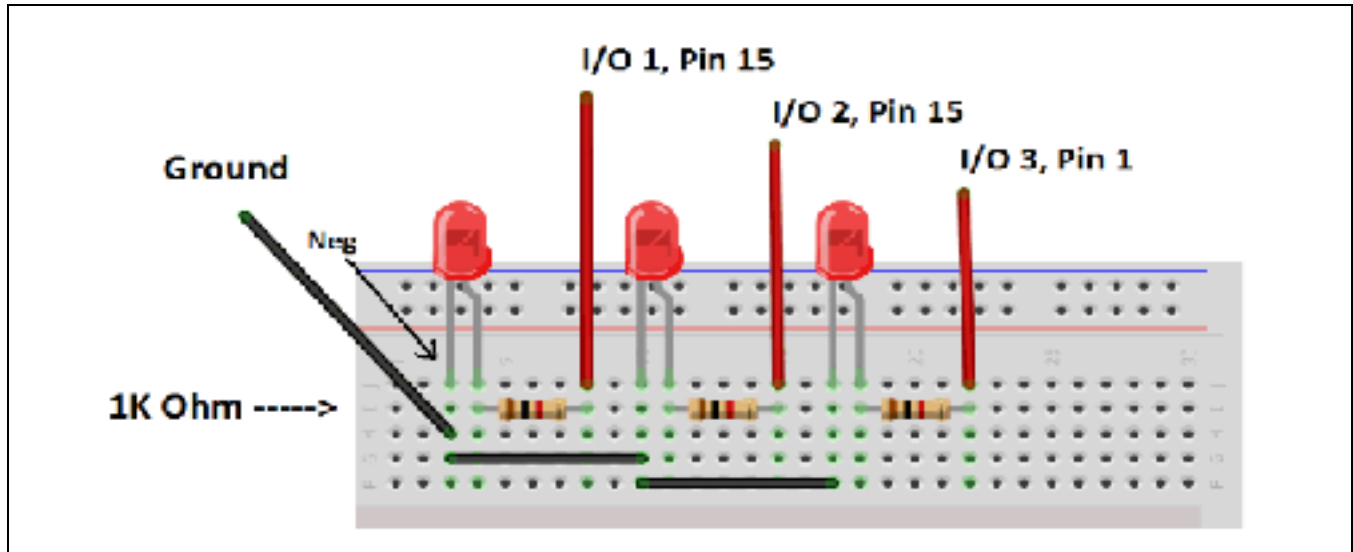 I/O 1, Pin 15
I/O 2, Pin 15
I/O 3, Pin 1
Ground
Neg
1K Ohm ----->